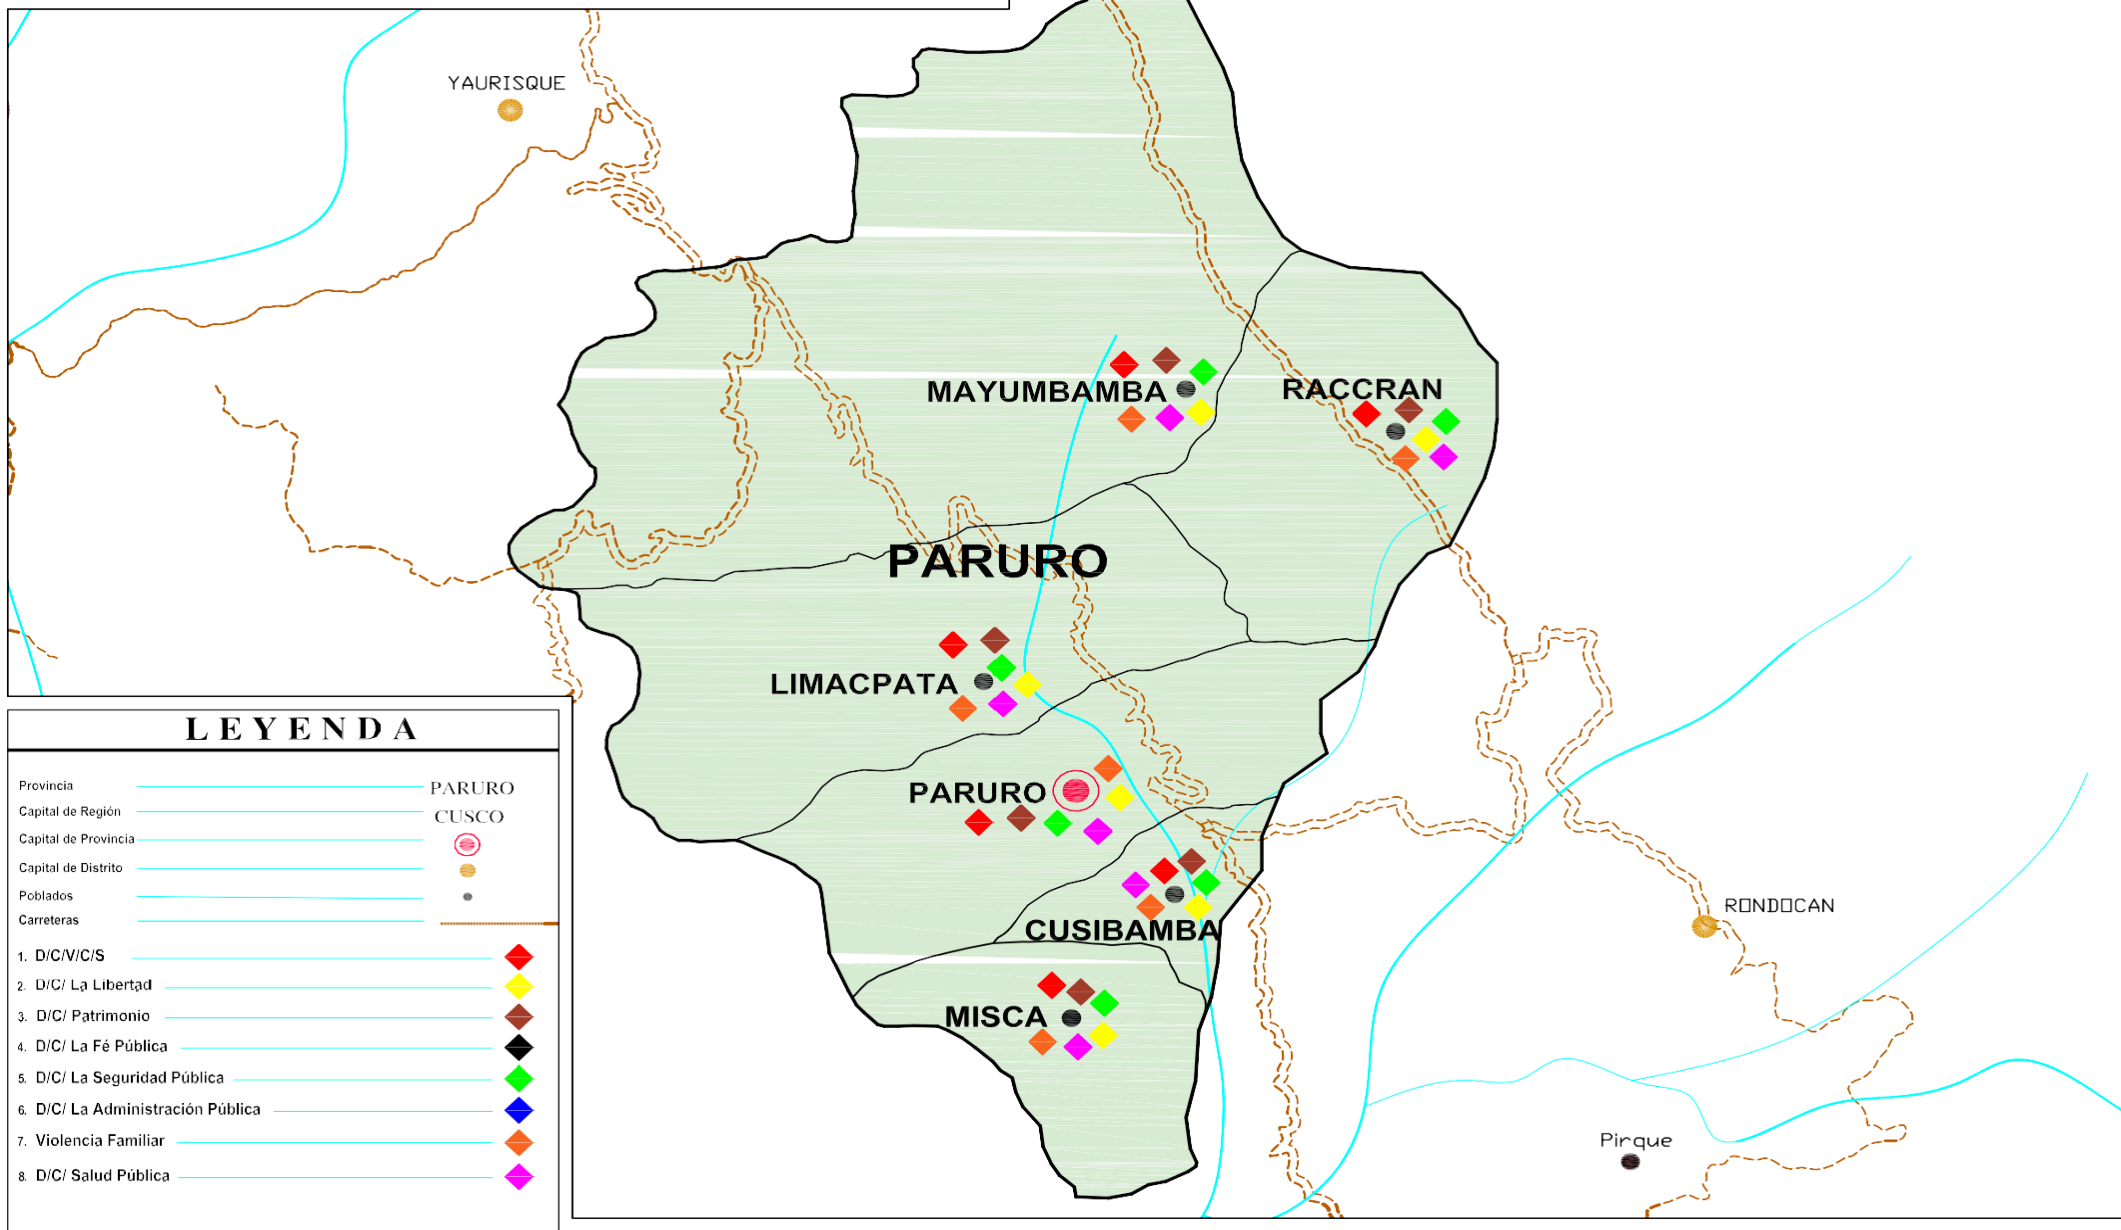 YAURISQUE
MAYUMBAMBA
RACCRAN
PARURO
LIMACPATA
PARURO
CUSIBAMBA
MISCA
RONDOCAN
Pirque
LEYENDA
Provincia PARURO
Capital de Región CUSCO
Capital de Provincia
Capital de Distrito
Poblados
Carreteras
1. D/C/V/C/S
2. D/C/ La Libertad
3. D/C/ Patrimonio
4. D/C/ La Fé Pública
5. D/C/ La Seguridad Pública
6. D/C/ La Administración Pública
7. Violencia Familiar
8. D/C/ Salud Pública